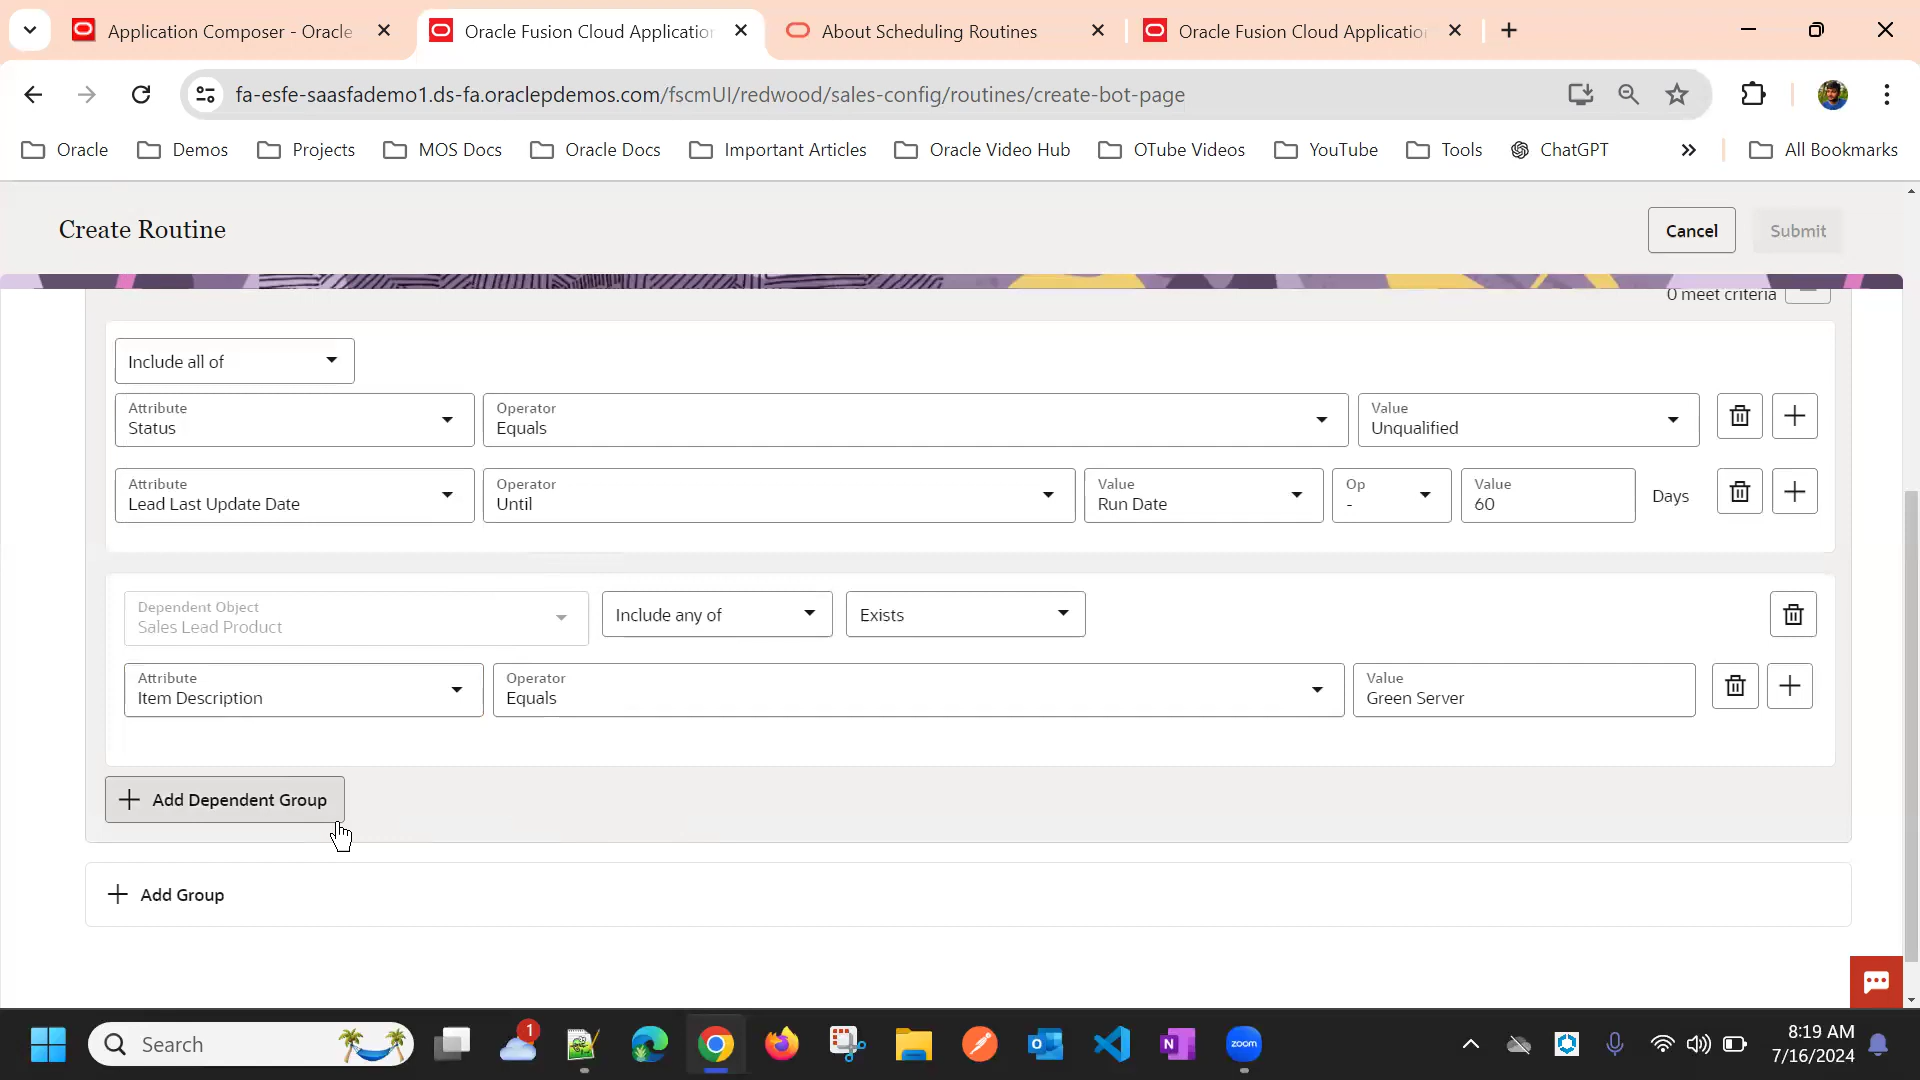 Application Composer - Oracle
Oracle Fusion Cloud Applicatio
About Scheduling Routines
Oracle Fusion Cloud Applicatio
fa-esfe-saasfademo1.ds-fa.oraclepdemos.com/fscmUI/redwood/sales-config/routines/create-bot-page
Oracle
Demos
Projects
MOS Docs
Oracle Docs
Important Articles
Oracle Video Hub
OTube Videos
YouTube
Tools
ChatGPT
All Bookmarks
Create Routine
Cancel
Submit
0 meet criteria
Include all of
Attribute
Status
Operator
Equals
Value
Unqualified
Attribute
Lead Last Update Date
Operator
Until
Value
Run Date
Op
-
Value
60
Days
Dependent Object
Sales Lead Product
Include any of
Exists
Attribute
Item Description
Operator
Equals
Value
Green Server
Add Dependent Group
Add Group
Search
1
N
zoom
8:19 AM
7/16/2024